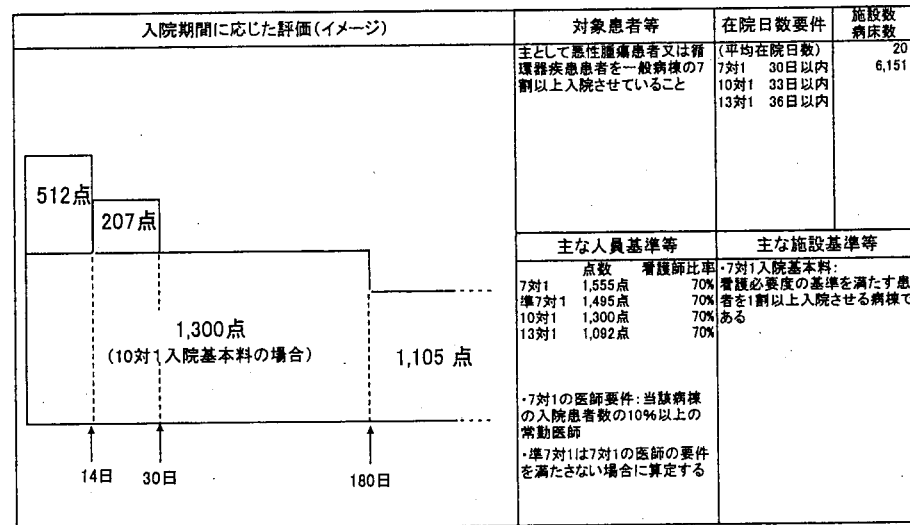 入院期間に応じた評価(イメージ)
対象患者等
在院日数要件
施設数
病床数
主として悪性腫瘍患者又は循
環器疾患患者を一般病棟の7
割以上入院させていること
(平均在院日数)
7対1 30日以内
10対1 33日以内
13対1 36日以内
20
6,151
512点
207点
1,300点
(10対1入院基本料の場合)
1,105 点
14日
30日
180日
主な人員基準等
点数 看護師比率
7対1 1,555点 70%
準7対1 1,495点 70%
10対1 1,300点 70%
13対1 1,092点 70%
・7対1の医師要件:当該病棟
の入院患者数の10%以上の
常勤医師
・準7対1は7対1の医師の要件
を満たさない場合に算定する
主な施設基準等
・7対1入院基本料:
看護必要度の基準を満たす患
者を1割以上入院させる病棟で
ある